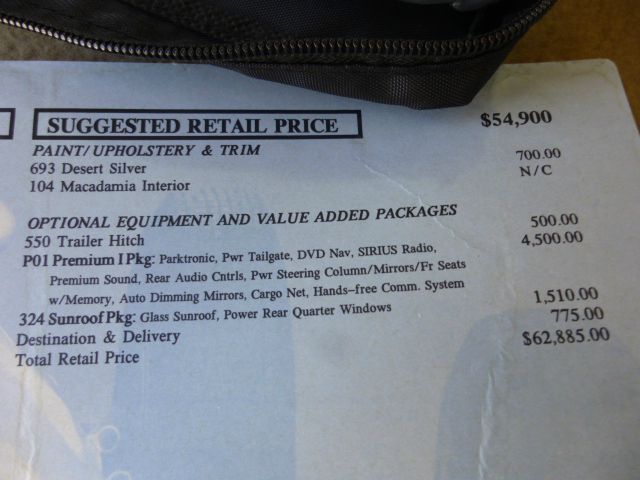 SUGGESTED RETAIL PRICE $54,900
PAINT/UPHOLSTERY & TRIM
693 Desert Silver 700.00
104 Macadamia Interior N/C
OPTIONAL EQUIPMENT AND VALUE ADDED PACKAGES
550 Trailer Hitch 500.00
P01 Premium I Pkg: Parktronic, Pwr Tailgate, DVD Nav, SIRIUS Radio, 4,500.00
Premium Sound, Rear Audio Cntrls, Pwr Steering Column/Mirrors/Fr Seats
w/Memory, Auto Dimming Mirrors, Cargo Net, Hands-free Comm. System
324 Sunroof Pkg: Glass Sunroof, Power Rear Quarter Windows 1,510.00
Destination & Delivery 775.00
Total Retail Price $62,885.00